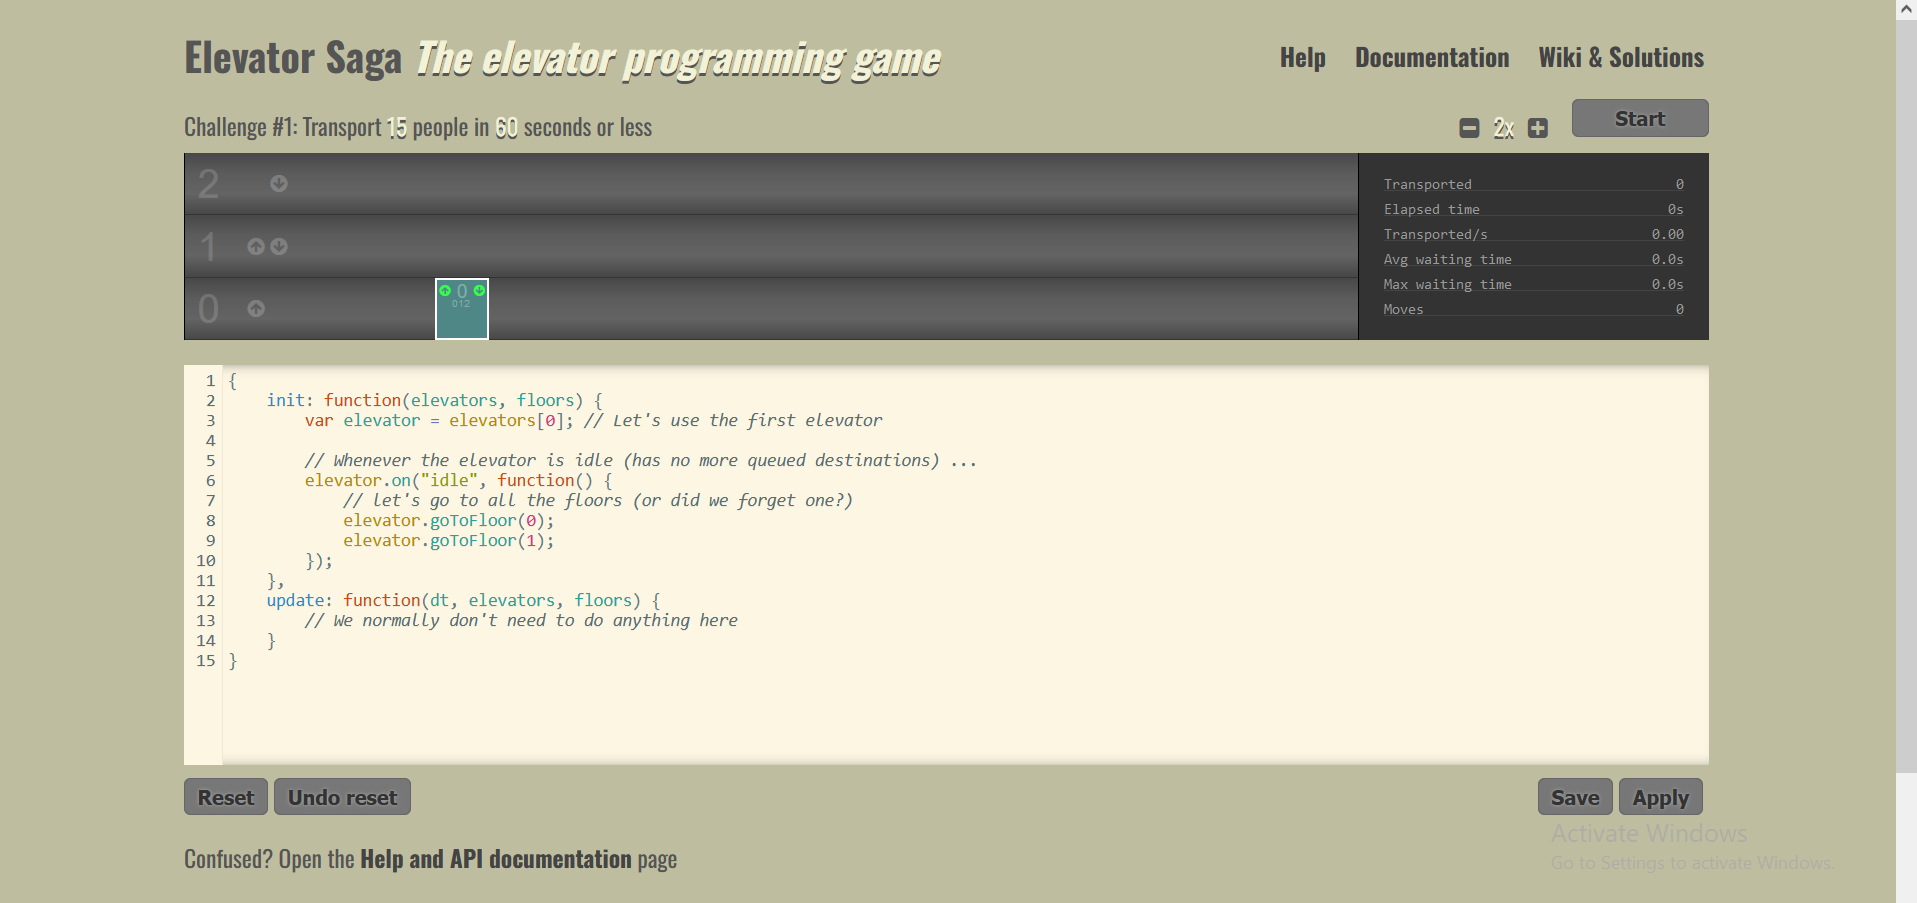 Elevator Saga The elevator programming game
Help Documentation Wiki & Solutions
Challenge #1: Transport 15 people in 60 seconds or less
2x
Start
2
1
0
0
012
Transported 0
Elapsed time 0s
Transported/s 0.00
Avg waiting time 0.0s
Max waiting time 0.0s
Moves 0
1 {
2     init: function(elevators, floors) {
3         var elevator = elevators[0]; // Let's use the first elevator
4
5         // Whenever the elevator is idle (has no more queued destinations) ...
6         elevator.on("idle", function() {
7             // let's go to all the floors (or did we forget one?)
8             elevator.goToFloor(0);
9             elevator.goToFloor(1);
10         });
11     },
12     update: function(dt, elevators, floors) {
13         // We normally don't need to do anything here
14     }
15 }
Reset Undo reset Save Apply
Activate Windows
Go to Settings to activate Windows.
Confused? Open the Help and API documentation page